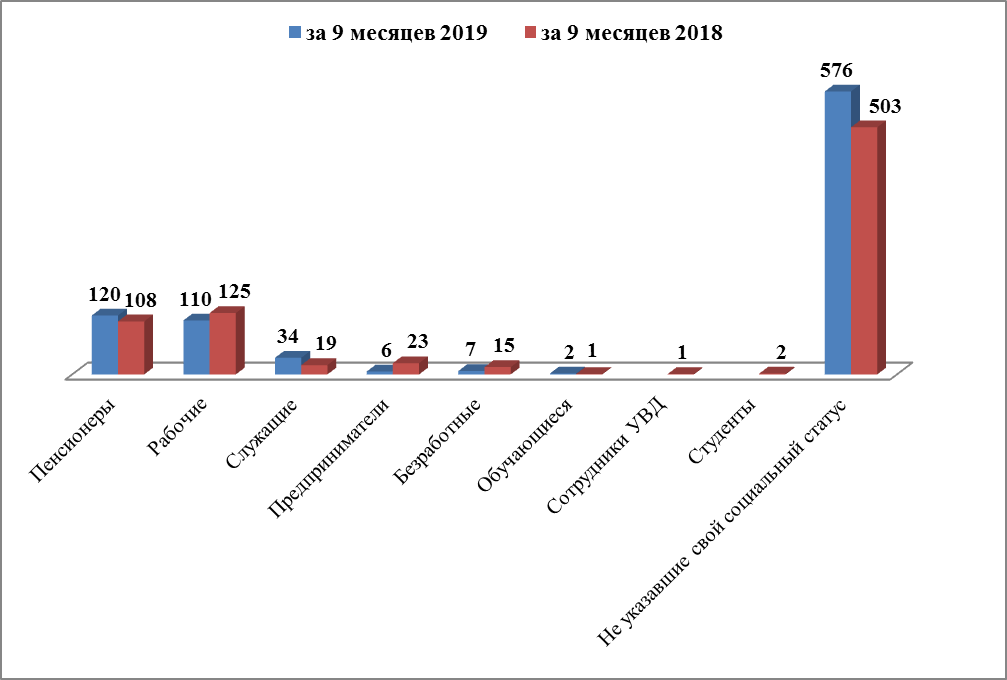 за 9 месяцев 2019 за 9 месяцев 2018
576
503
120 108 110 125 34 19 6 23 7 15 2 1 1 2
Пенсионеры
Рабочие
Служащие
Предприниматели
Безработные
Обучающиеся
Сотрудники УВД
Студенты
Не указавшие свой социальный статус